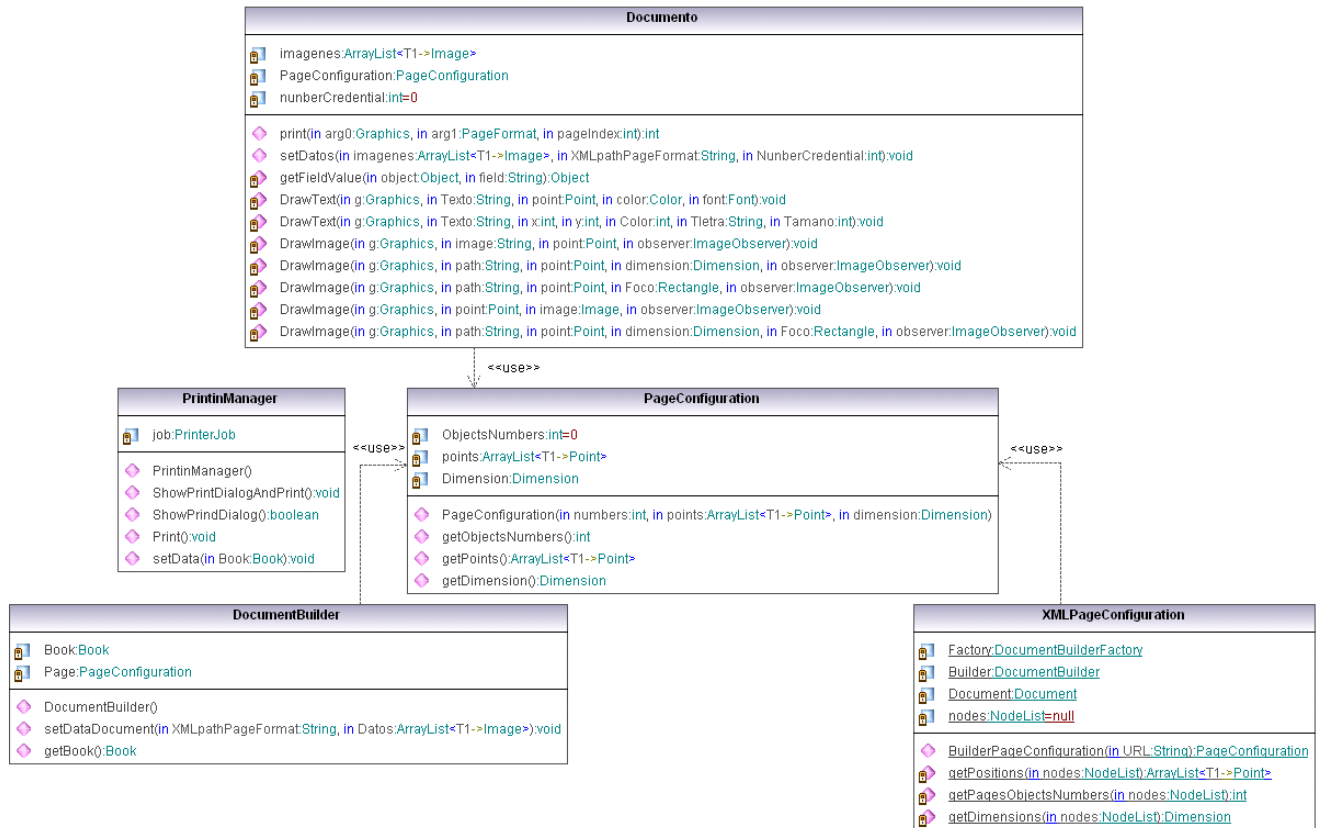 Documento
imagenes:ArrayList<T1->Image>
PageConfiguration:PageConfiguration
nunberCredential:int=0
print(in arg0:Graphics, in arg1:PageFormat, in pageIndex:int):int
setDatos(in imagenes:ArrayList<T1->Image>, in XMLpathPageFormat:String, in NunberCredential:int):void
getFieldValue(in object:Object, in field:String):Object
DrawText(in g:Graphics, in Texto:String, in point:Point, in color:Color, in font:Font):void
DrawText(in g:Graphics, in Texto:String, in x:int, in y:int, in Color:int, in Tletra:String, in Tamano:int):void
DrawImage(in g:Graphics, in image:String, in point:Point, in observer:ImageObserver):void
DrawImage(in g:Graphics, in path:String, in point:Point, in dimension:Dimension, in observer:ImageObserver):void
DrawImage(in g:Graphics, in path:String, in point:Point, in Foco:Rectangle, in observer:ImageObserver):void
DrawImage(in g:Graphics, in point:Point, in image:Image, in observer:ImageObserver):void
DrawImage(in g:Graphics, in path:String, in point:Point, in dimension:Dimension, in Foco:Rectangle, in observer:ImageObserver):void
<<use>>
PrintinManager
job:PrinterJob
PrintinManager()
ShowPrintDialogAndPrint():void
ShowPrindDialog():boolean
Print():void
setData(in Book:Book):void
<<use>>
PageConfiguration
ObjectsNumbers:int=0
points:ArrayList<T1->Point>
Dimension:Dimension
PageConfiguration(in numbers:int, in points:ArrayList<T1->Point>, in dimension:Dimension)
getObjectsNumbers():int
getPoints():ArrayList<T1->Point>
getDimension():Dimension
<<use>>
DocumentBuilder
Book:Book
Page:PageConfiguration
DocumentBuilder()
setDataDocument(in XMLpathPageFormat:String, in Datos:ArrayList<T1->Image>):void
getBook():Book
XMLPageConfiguration
Factory:DocumentBuilderFactory
Builder:DocumentBuilder
Document:Document
nodes:NodeList=null
BuilderPageConfiguration(in URL:String):PageConfiguration
getPositions(in nodes:NodeList):ArrayList<T1->Point>
getPagesObjectsNumbers(in nodes:NodeList):int
getDimensions(in nodes:NodeList):Dimension